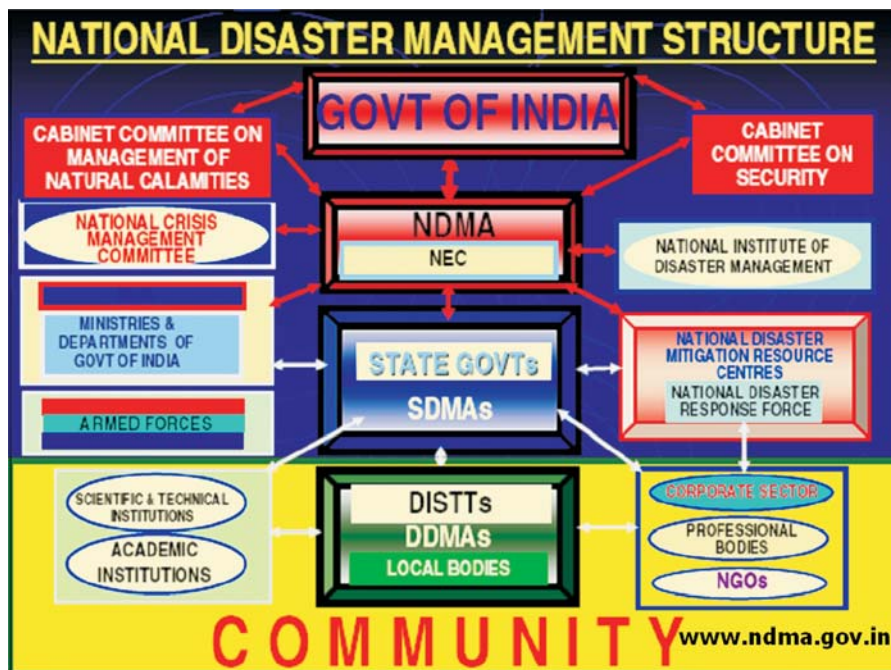 NATIONAL DISASTER MANAGEMENT STRUCTURE
GOVT OF INDIA
CABINET COMMITTEE ON
MANAGEMENT OF
NATURAL CALAMITIES
CABINET
COMMITTEE ON
SECURITY
NATIONAL CRISIS
MANAGEMENT
COMMITTEE
NDMA
NEC
NATIONAL INSTITUTE OF
DISASTER MANAGEMENT
MINISTRIES &
DEPARTMENTS OF
GOVT OF INDIA
STATE GOVTs
SDMAs
NATIONAL DISASTER
MITIGATION RESOURCE
CENTRES
NATIONAL DISASTER
RESPONSE FORCE
ARMED FORCES
SCIENTIFIC & TECHNICAL
INSTITUTIONS
ACADEMIC
INSTITUTIONS
DISTTs
DDMAs
LOCAL BODIES
CORPORATE SECTOR
PROFESSIONAL
BODIES
NGOs
COMMUNITY
www.ndma.gov.in